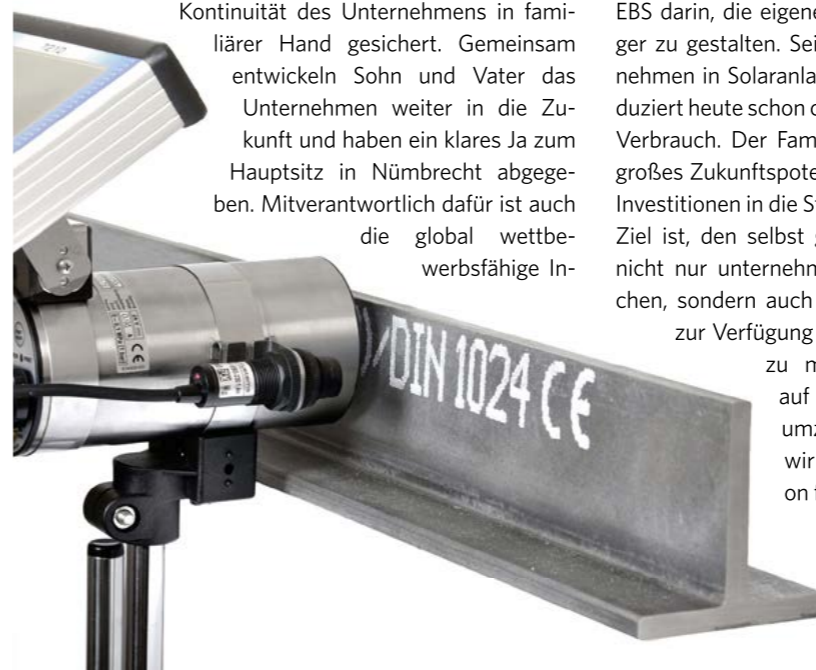 Kontinuität des Unternehmens in fami-
liärer Hand gesichert. Gemeinsam
entwickeln Sohn und Vater das
Unternehmen weiter in die Zu-
kunft und haben ein klares Ja zum
Hauptsitz in Nümbrecht abgege-
ben. Mitverantwortlich dafür ist auch
die global wettbe-
werbsfähige In-
EBS darin, die eigene
ger zu gestalten. Sei
nehmen in Solaranla
duziert heute schon
Verbrauch. Der Fam
großes Zukunftspote
Investitionen in die S
Ziel ist, den selbst
nicht nur unternehm
chen, sondern auch
zur Verfügung
zu m
auf
umz
wir
on
DIN 1024 CE
CE